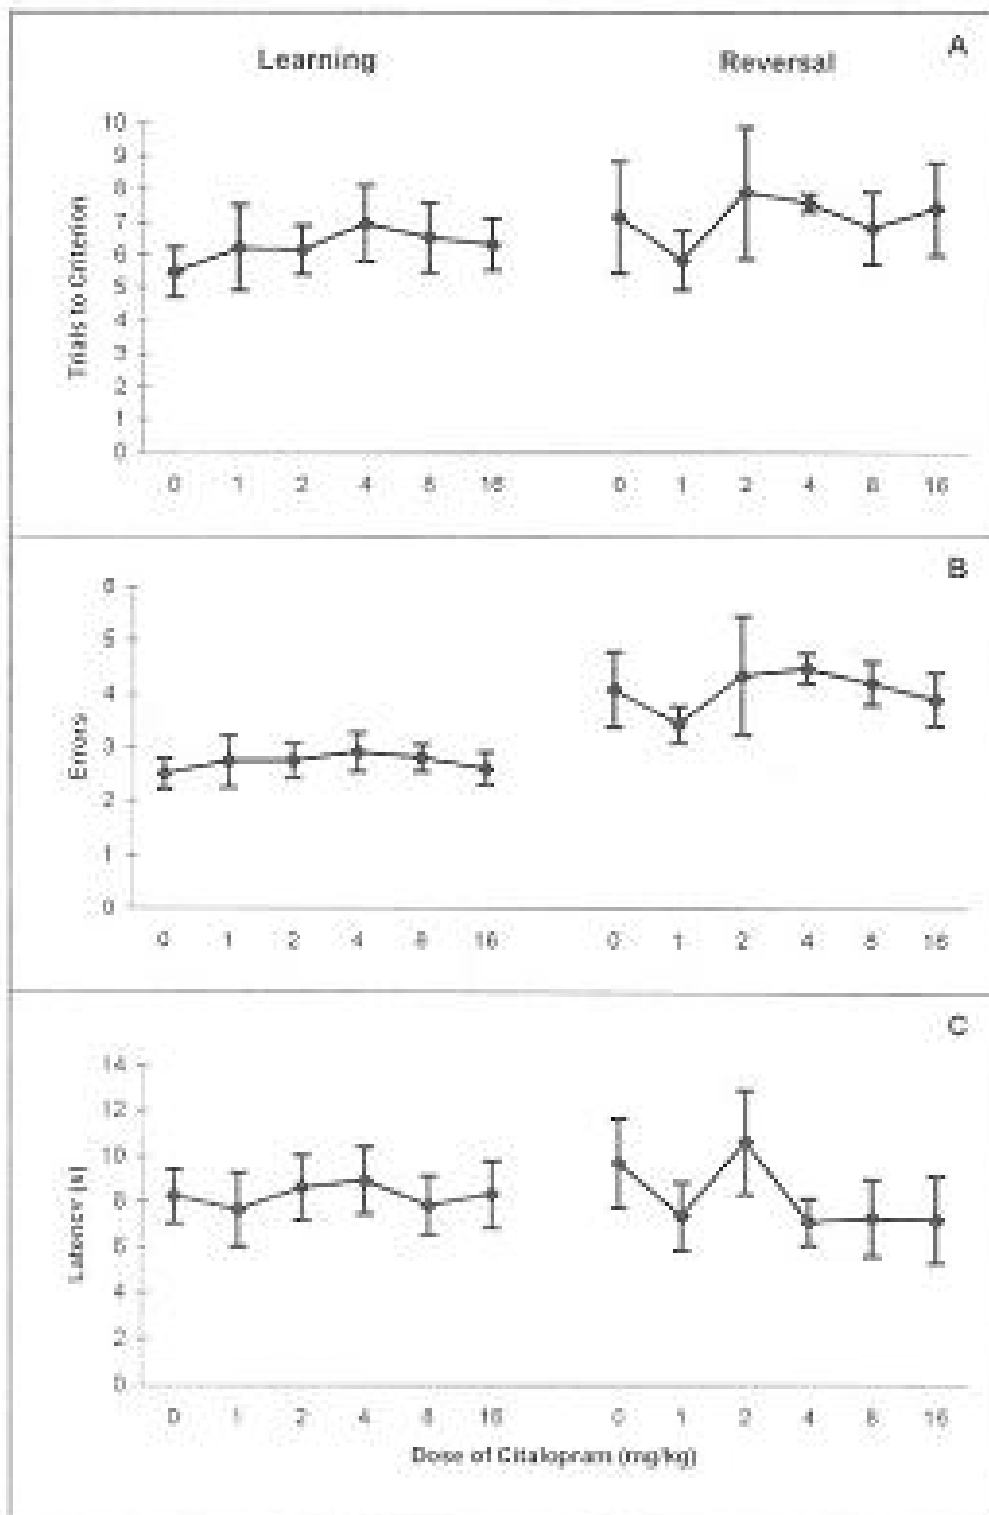 A
Learning Reversal
Trials to Criterion
10
9
8
7
6
5
4
3
2
1
0
0 1 2 4 8 16 0 1 2 4 8 16
B
Errors
6
5
4
3
2
1
0
0 1 2 4 8 16 0 1 2 4 8 16
C
Latency (s)
14
12
10
8
6
4
2
0
0 1 2 4 8 16 0 1 2 4 8 16
Dose of Citalopram (mg/kg)